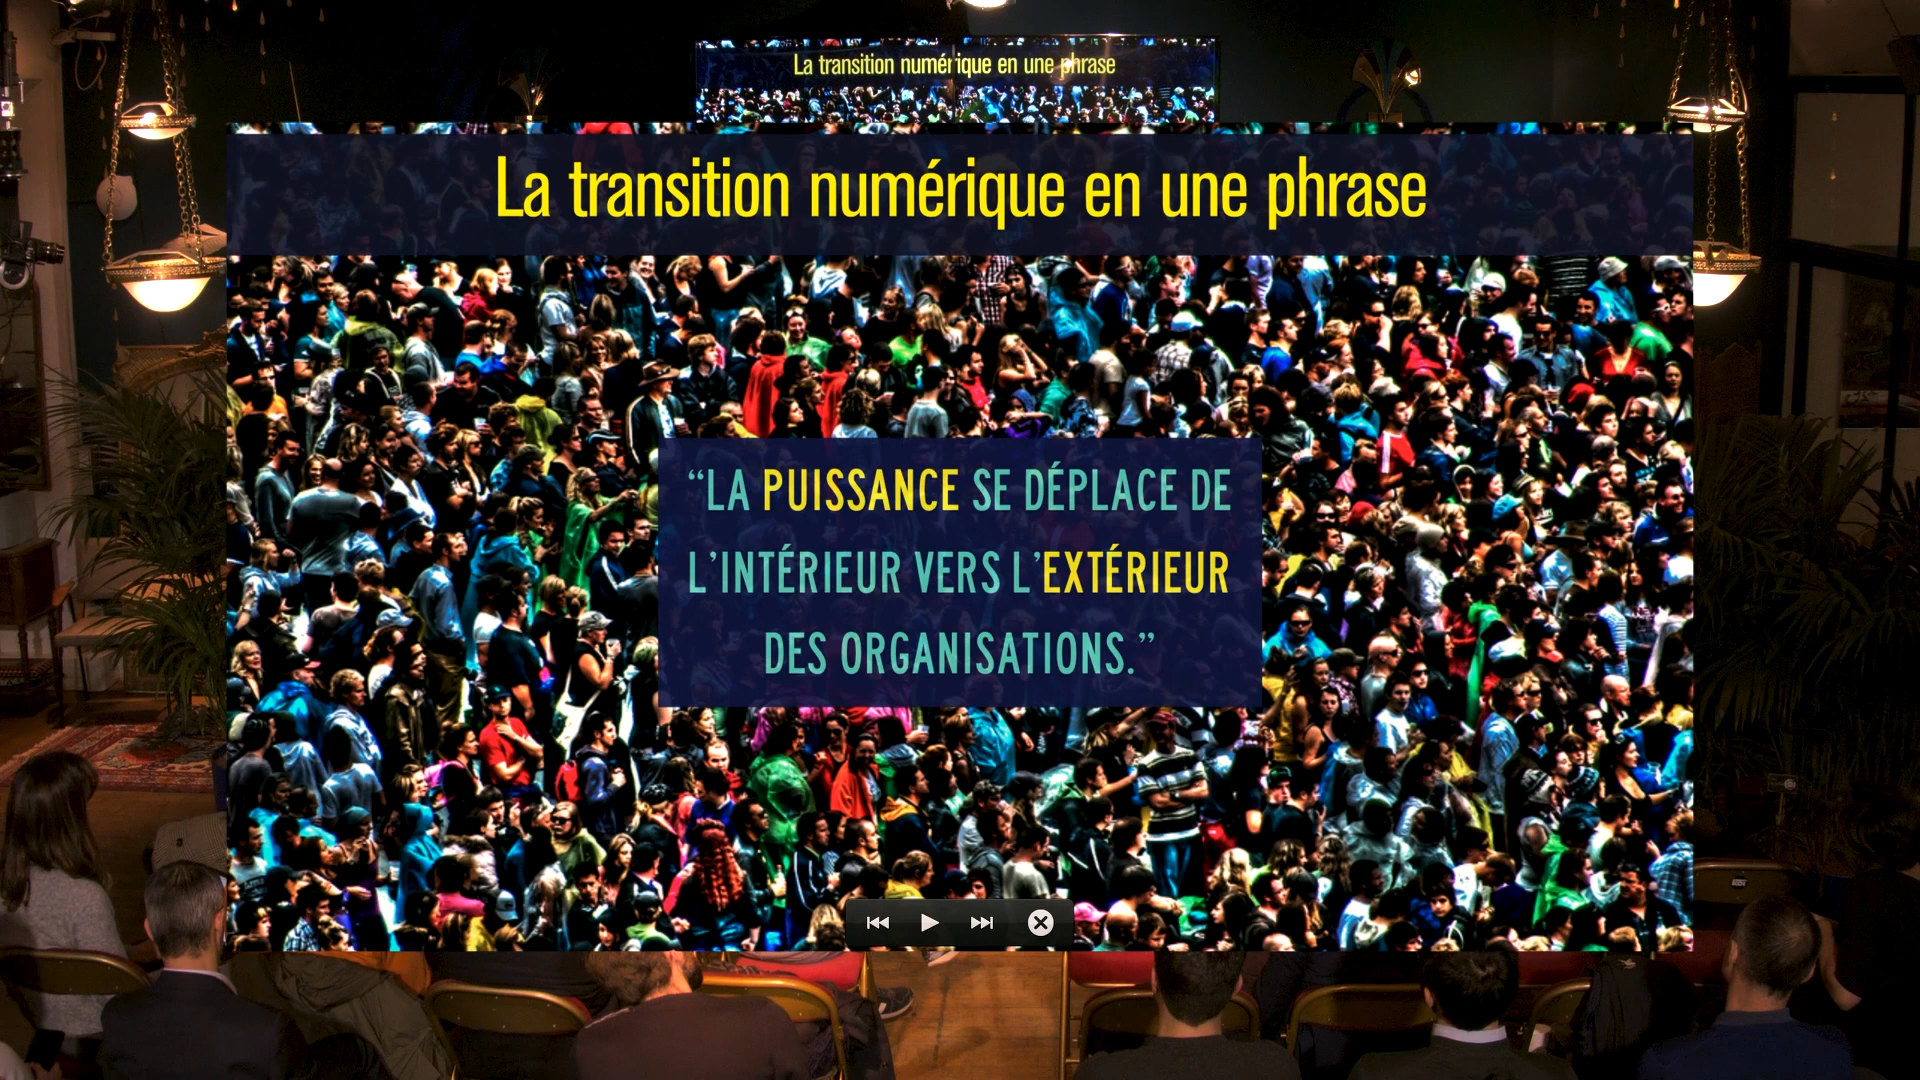 La transition numérique en une phrase
La transition numérique en une phrase
“LA PUISSANCE SE DÉPLACE DE
L’INTÉRIEUR VERS L’EXTÉRIEUR
DES ORGANISATIONS.”